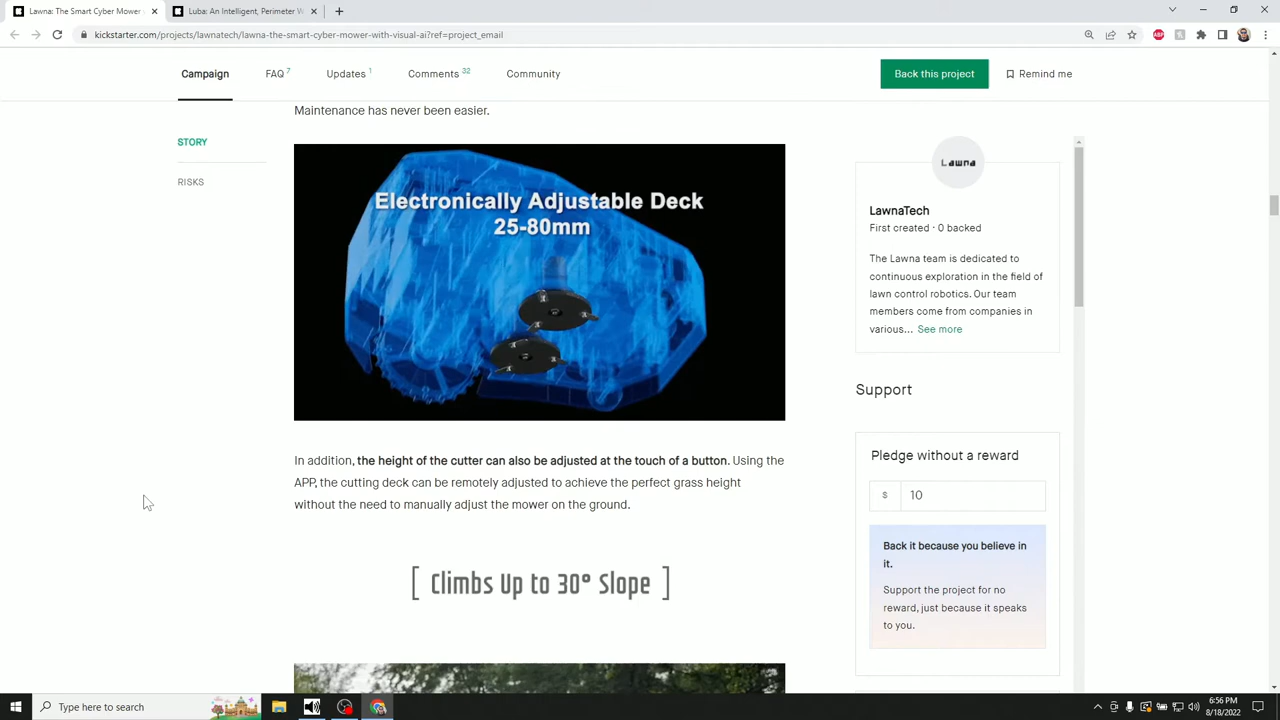 Lawna: The Smart Cyber Mower
Luba: An Intelligent, Perimeter W
kickstarter.com/projects/lawnatech/lawna-the-smart-cyber-mower-with-visual-ai?ref=project_email
Campaign
FAQ 7
Updates 1
Comments 32
Community
Back this project
Remind me
STORY
RISKS
Maintenance has never been easier.
Electronically Adjustable Deck
25-80mm
In addition, the height of the cutter can also be adjusted at the touch of a button. Using the
APP, the cutting deck can be remotely adjusted to achieve the perfect grass height
without the need to manually adjust the mower on the ground.
[ Climbs Up to 30° Slope ]
Lawna
LawnaTech
First created · 0 backed
The Lawna team is dedicated to
continuous exploration in the field of
lawn control robotics. Our team
members come from companies in
various... See more
Support
Pledge without a reward
$ 10
Back it because you believe in
it.
Support the project for no
reward, just because it speaks
to you.
Type here to search
6:56 PM
8/18/2022